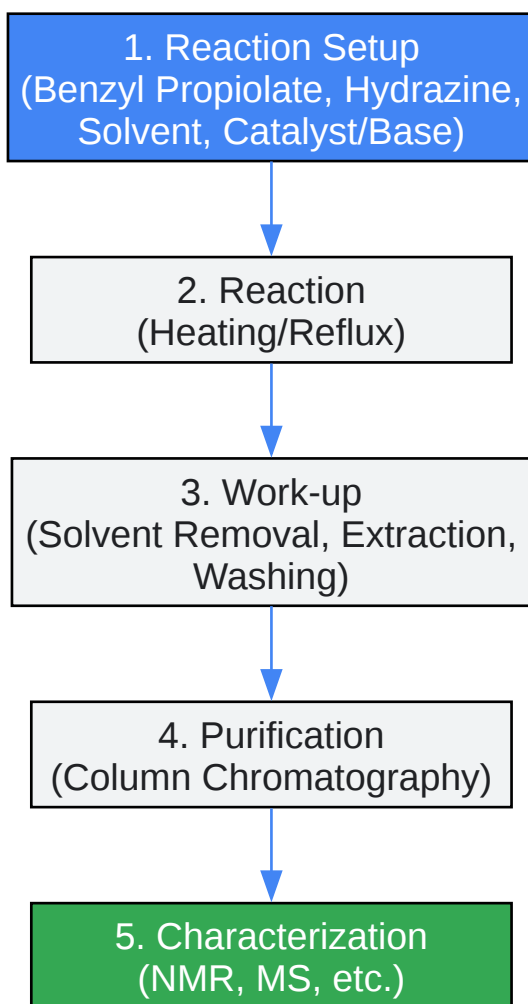 1. Reaction Setup
(Benzyl Propiolate, Hydrazine,
Solvent, Catalyst/Base)
2. Reaction
(Heating/Reflux)
3. Work-up
(Solvent Removal, Extraction,
Washing)
4. Purification
(Column Chromatography)
5. Characterization
(NMR, MS, etc.)